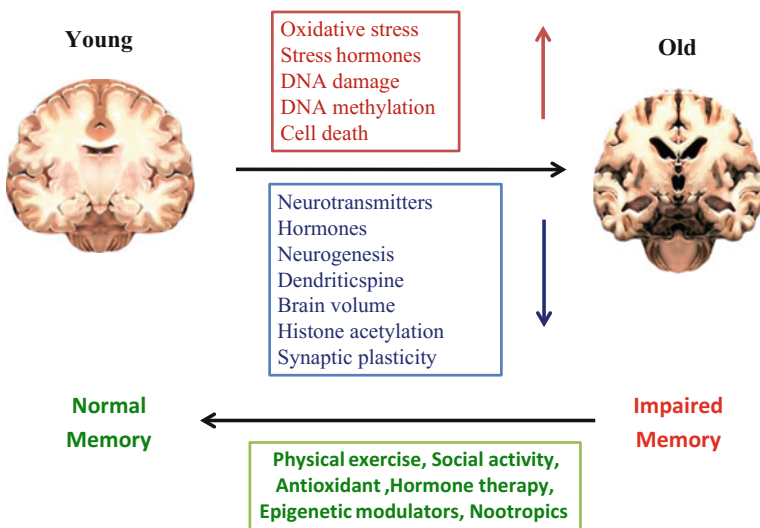 Young
Oxidative stress
Stress hormones
DNA damage
DNA methylation
Cell death
Old
Neurotransmitters
Hormones
Neurogenesis
Dendriticspine
Brain volume
Histone acetylation
Synaptic plasticity
Normal
Memory
Impaired
Memory
Physical exercise, Social activity,
Antioxidant ,Hormone therapy,
Epigenetic modulators, Nootropics